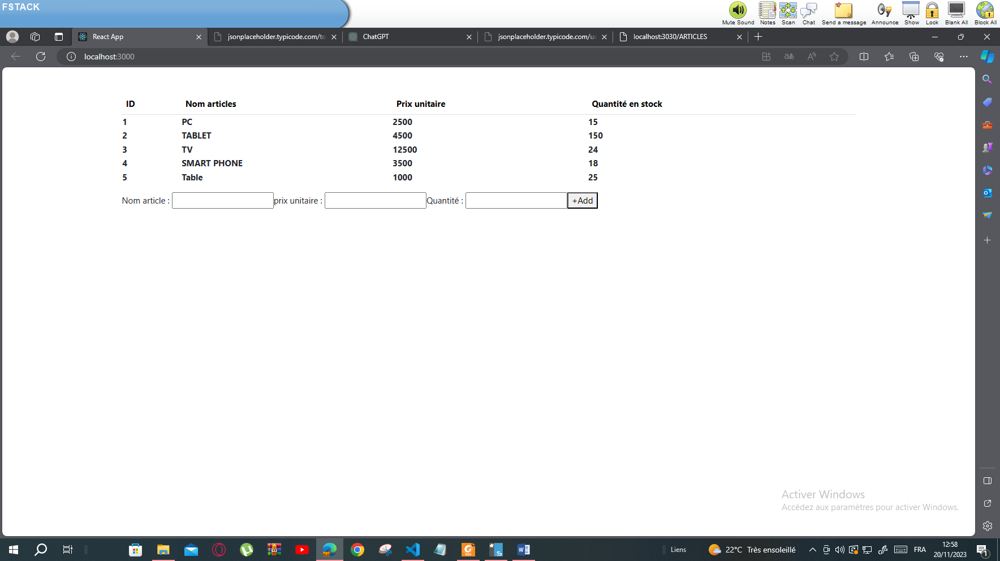 FSTACK
Mute Sound Notes Scan Chat Send a message Announce Show Lock Blank All Block All
React App jsonplaceholder.typicode.com/to ChatGPT jsonplaceholder.typicode.com/us localhost:3030/ARTICLES
localhost:3000
ID Nom articles Prix unitaire Quantité en stock
1 PC 2500 15
2 TABLET 4500 150
3 TV 12500 24
4 SMART PHONE 3500 18
5 Table 1000 25
Nom article : prix unitaire : Quantité : +Add
Activer Windows
Accédez aux paramètres pour activer Windows.
Liens 22°C Très ensoleillé FRA 12:58
20/11/2023 1